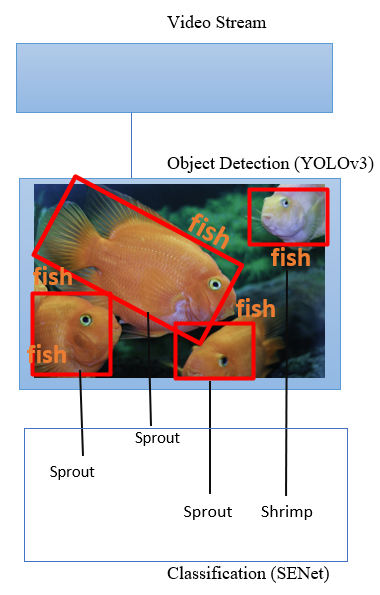 Video Stream
Object Detection (YOLOv3)
fish
fish
fish
fish
fish
Sprout
Sprout
Sprout
Shrimp
Classification (SENet)